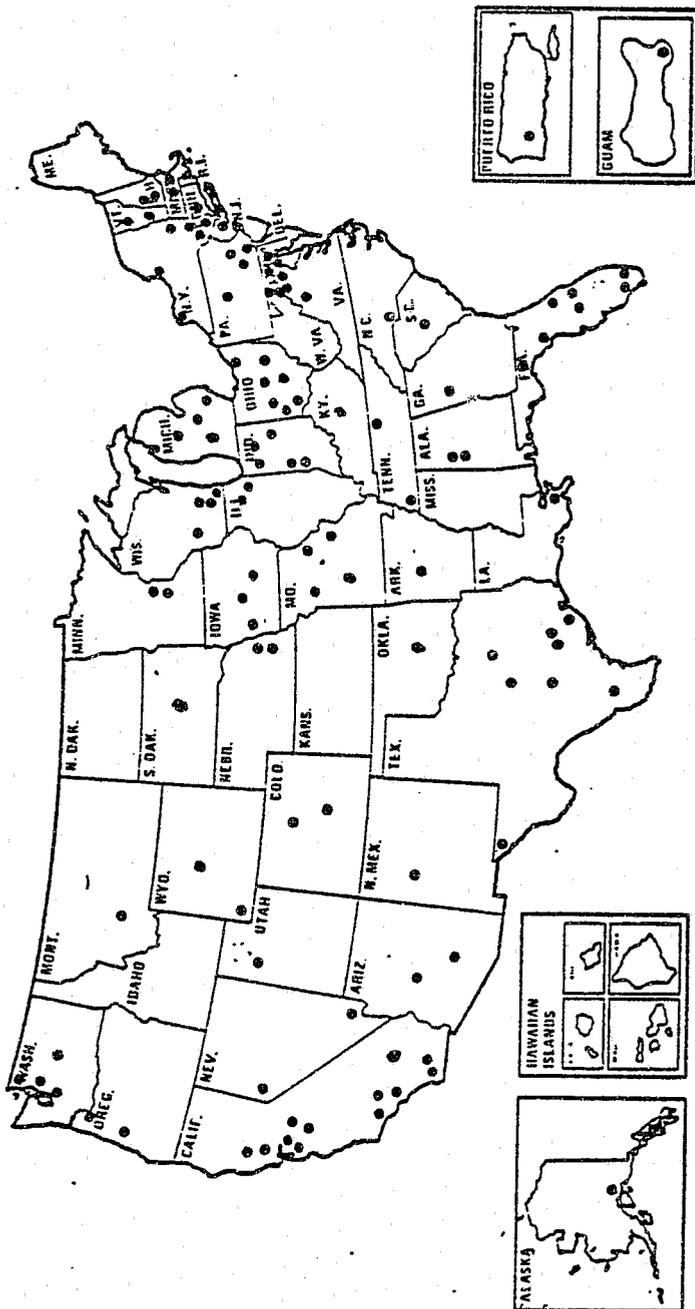 WASH.
OREG.
CALIF.
NEV.
IDAHO
MONT.
WYO.
UTAH
ARIZ.
COLO.
N. MEX.
N. DAK.
S. DAK.
NEBR.
KANS.
OKLA.
TEX.
MINN.
IOWA
MO.
ARK.
LA.
WIS.
ILL.
MICH.
IND.
OHIO
KY.
TENN.
MISS.
ALA.
GA.
FLA.
S.C.
N.C.
VA.
W. VA.
PA.
N.Y.
VT.
ME.
R.I.
N.J.
DEL.
ALASKA
HAWAIIAN
ISLANDS
PUERTO RICO
GUAM